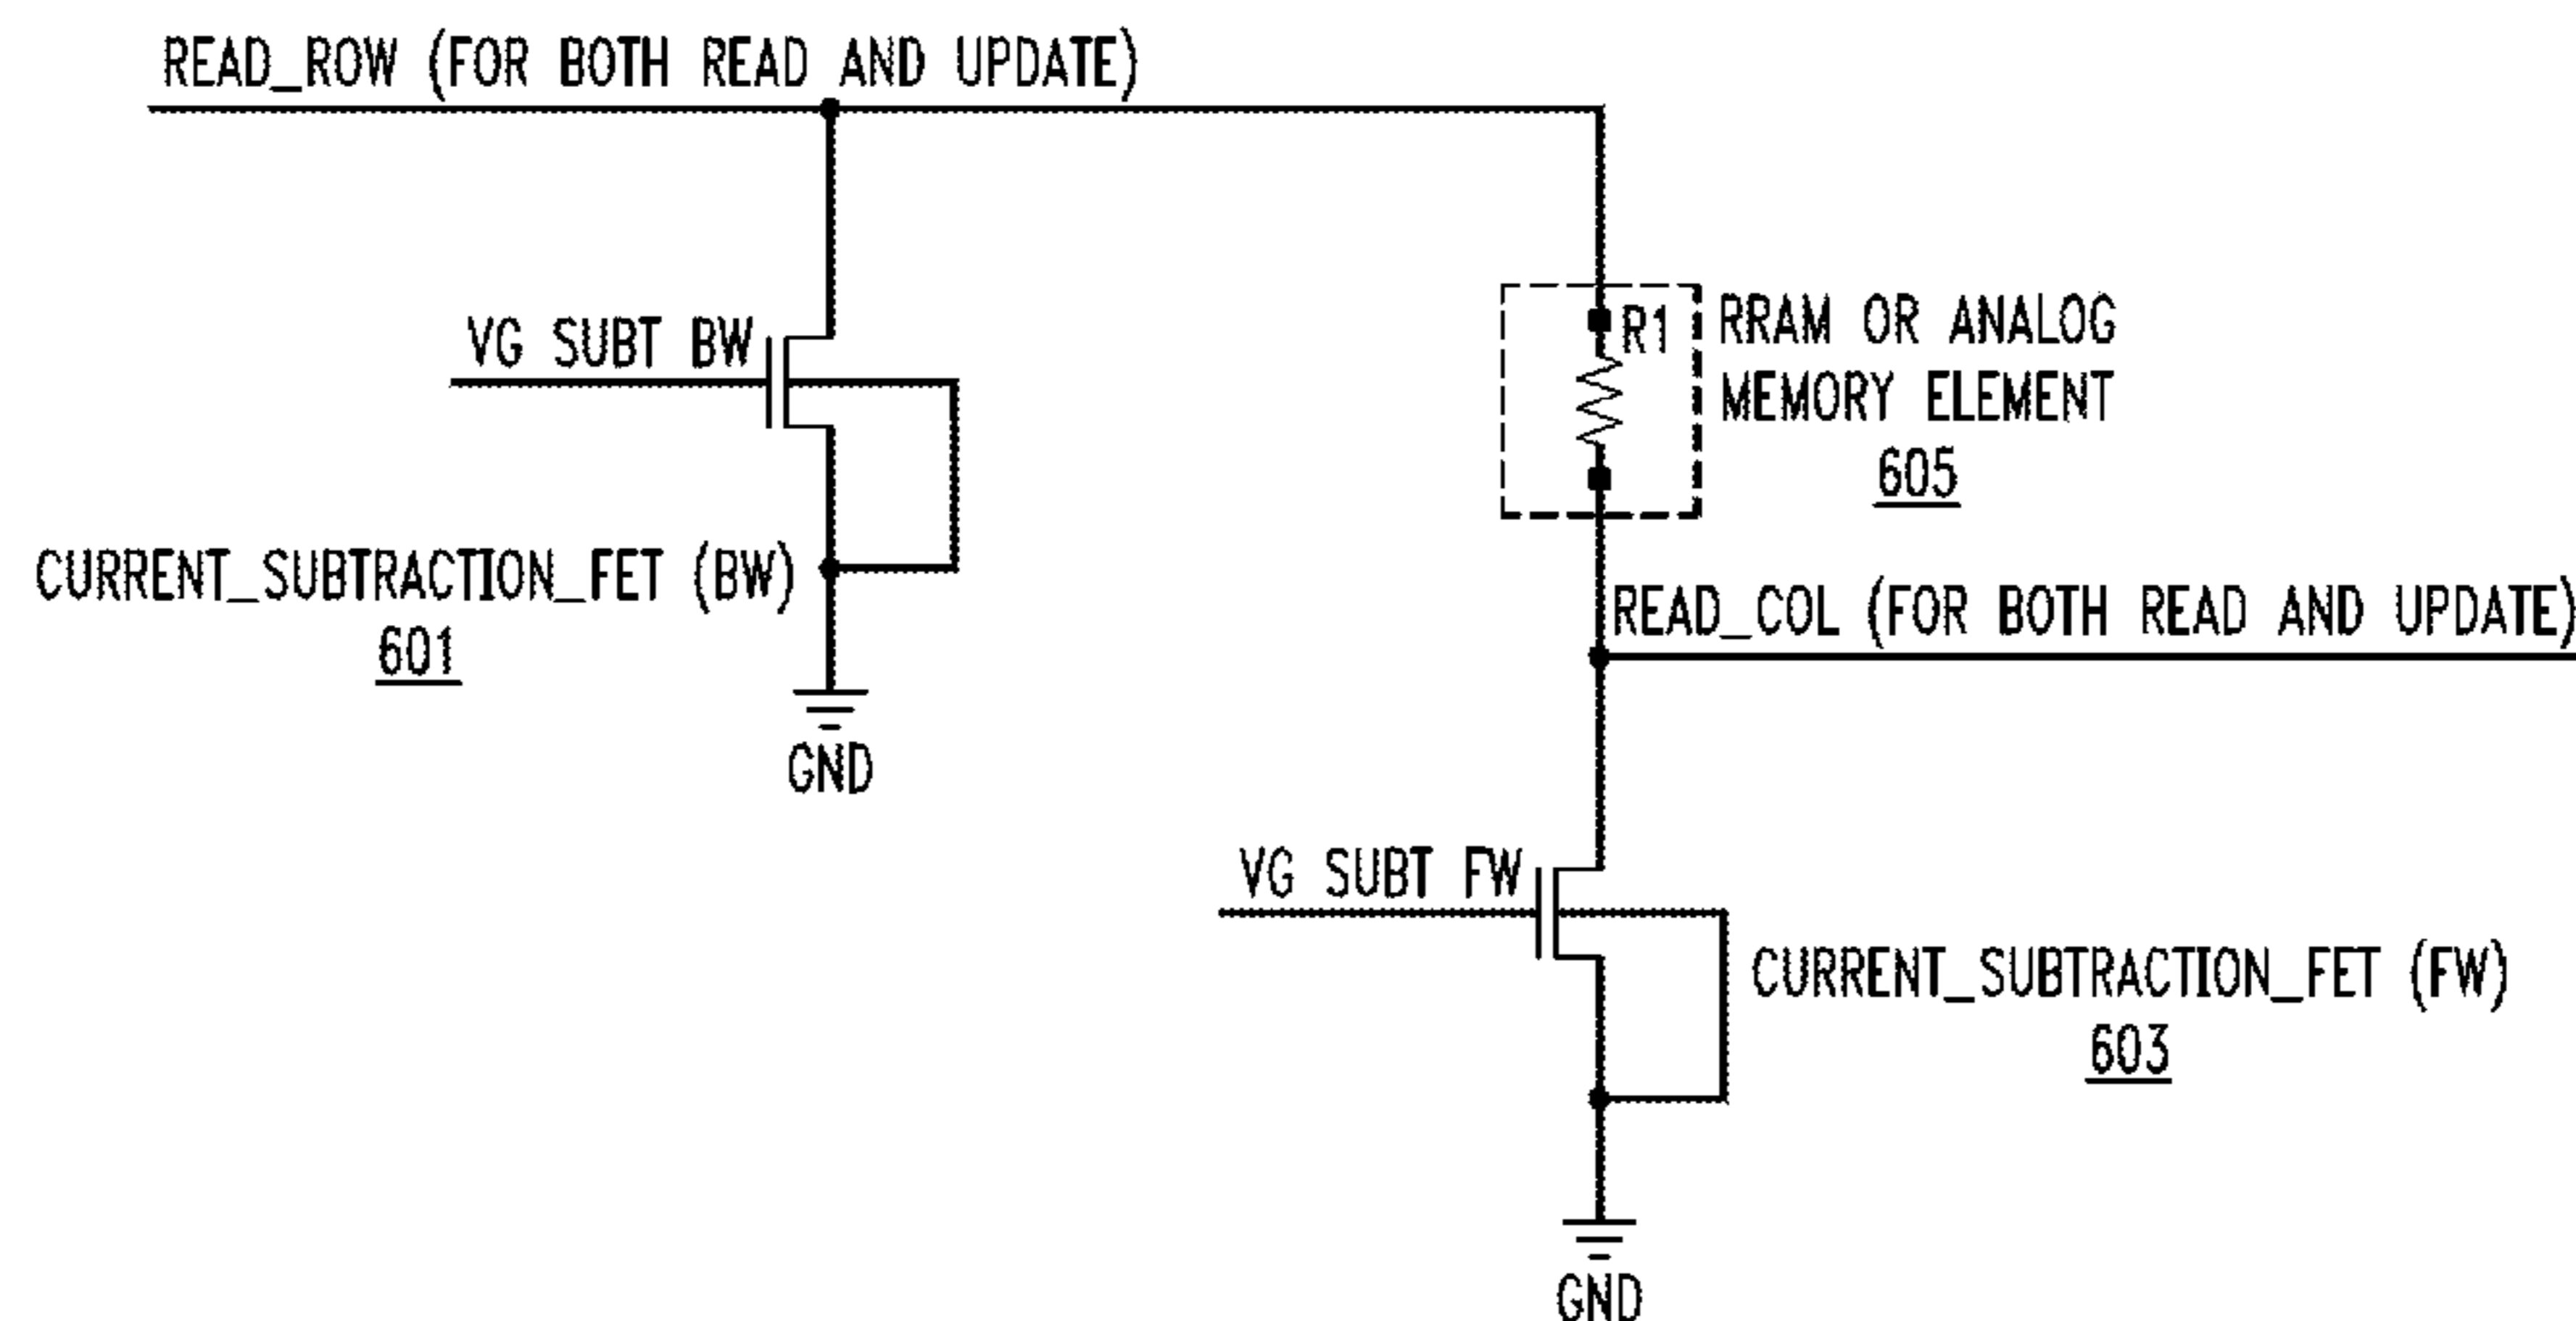 READ_ROW (FOR BOTH READ AND UPDATE)
VG SUBT BW
R1
RRAM OR ANALOG
MEMORY ELEMENT
605
CURRENT_SUBTRACTION_FET (BW)
601
READ_COL (FOR BOTH READ AND UPDATE)
GND
VG SUBT FW
CURRENT_SUBTRACTION_FET (FW)
603
GND